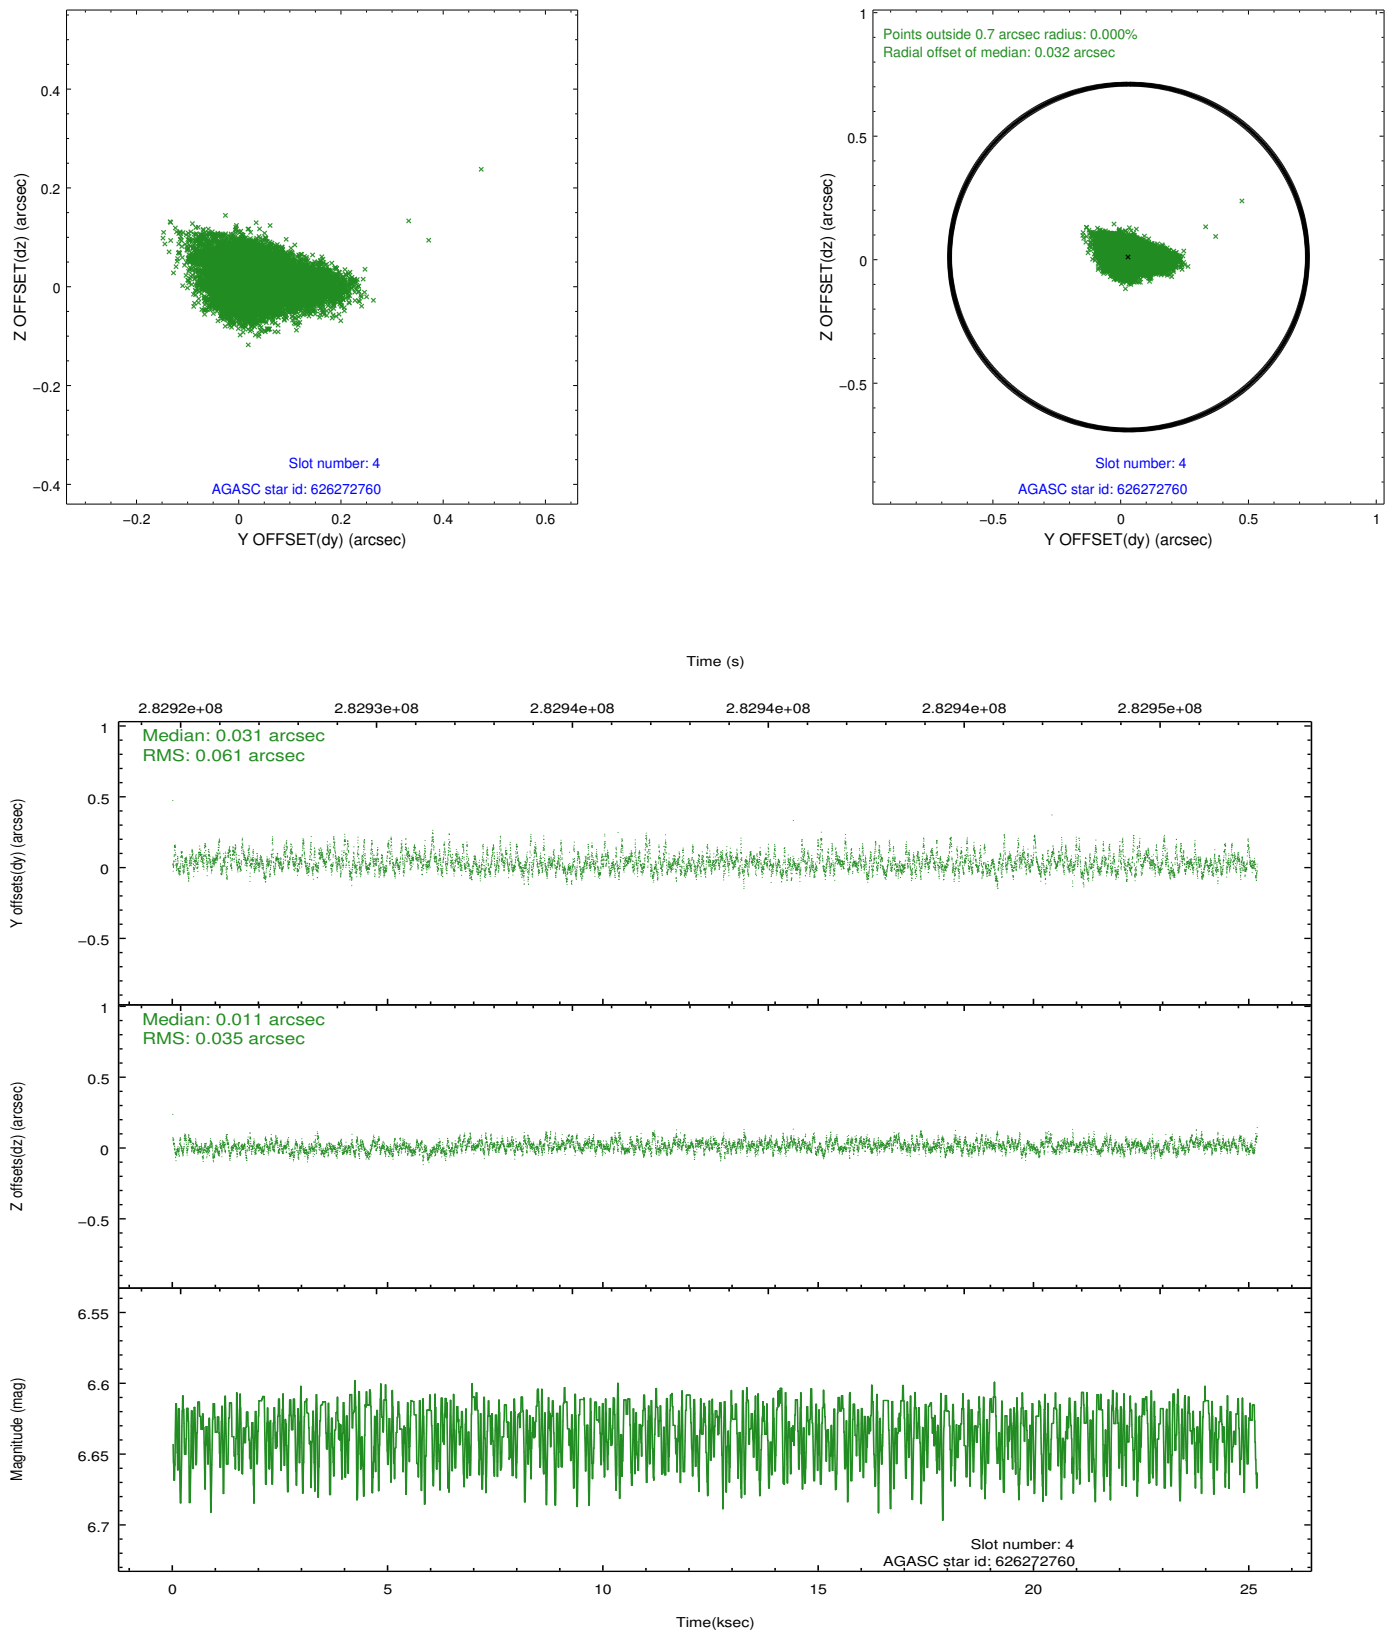 0.4
0.2
0
−0.2
−0.4
Z OFFSET(dz) (arcsec)
Slot number: 4
AGASC star id: 626272760
−0.2 0 0.2 0.4 0.6
Y OFFSET(dy) (arcsec)
1
0.5
0
−0.5
Z OFFSET(dz) (arcsec)
Points outside 0.7 arcsec radius: 0.000%
Radial offset of median: 0.032 arcsec
Slot number: 4
AGASC star id: 626272760
−0.5 0 0.5 1
Y OFFSET(dy) (arcsec)
Time (s)
2.8292e+08 2.8293e+08 2.8294e+08 2.8294e+08 2.8294e+08 2.8295e+08
1
0.5
0
−0.5
Y offsets(dy) (arcsec)
Median: 0.031 arcsec
RMS: 0.061 arcsec
1
0.5
0
−0.5
Z offsets(dz) (arcsec)
Median: 0.011 arcsec
RMS: 0.035 arcsec
6.55
6.6
6.65
6.7
Magnitude (mag)
Slot number: 4
AGASC star id: 626272760
0 5 10 15 20 25
Time(ksec)